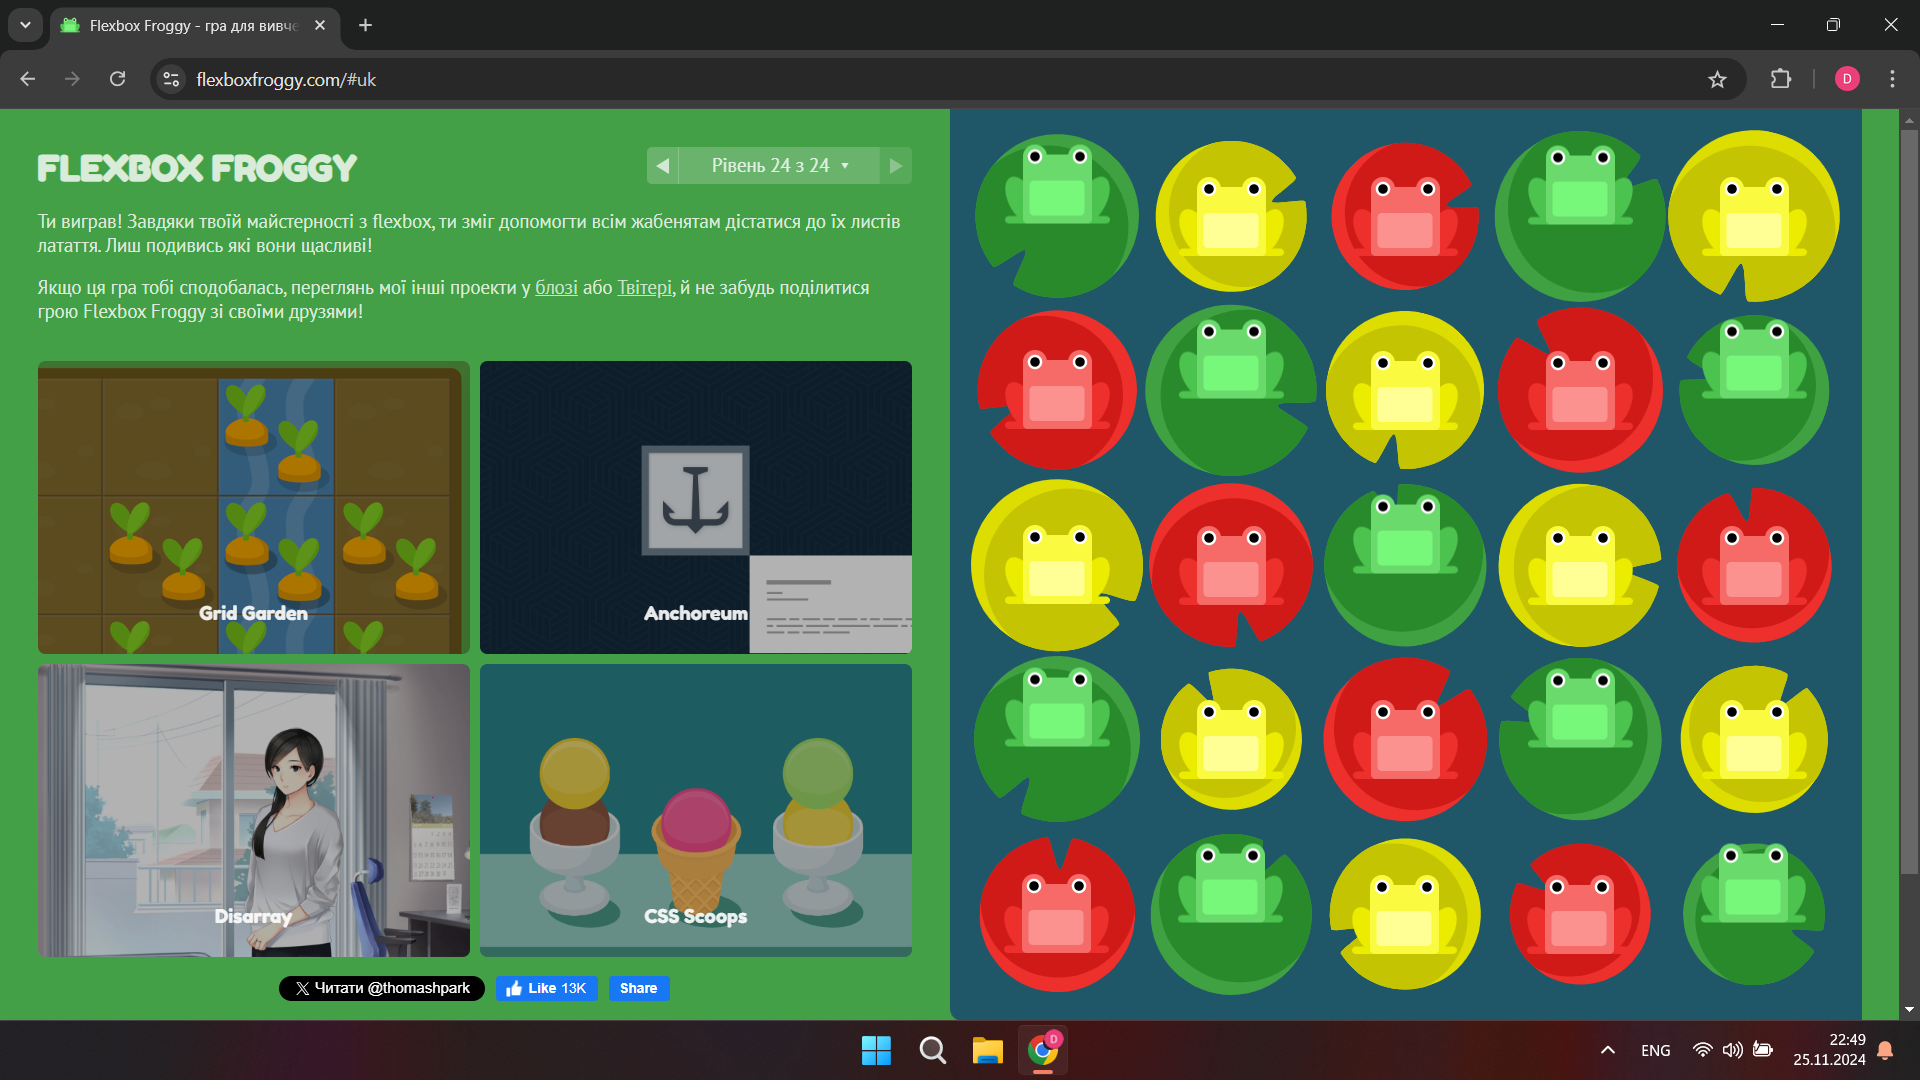 Flexbox Froggy - гра для вивче
flexboxfroggy.com/#uk
D
FLEXBOX FROGGY
Рівень 24 з 24
Ти виграв! Завдяки твоїй майстерності з flexbox, ти зміг допомогти всім жабенятам дістатися до їх листів
латаття. Лиш подивись які вони щасливі!
Якщо ця гра тобі сподобалась, переглянь мої інші проекти у блозі або Твітері, й не забудь поділитися
грою Flexbox Froggy зі своїми друзями!
Grid Garden
Anchoreum
Disarray
CSS Scoops
Читати @thomashpark
Like 13K
Share
D
ENG
22:49
25.11.2024